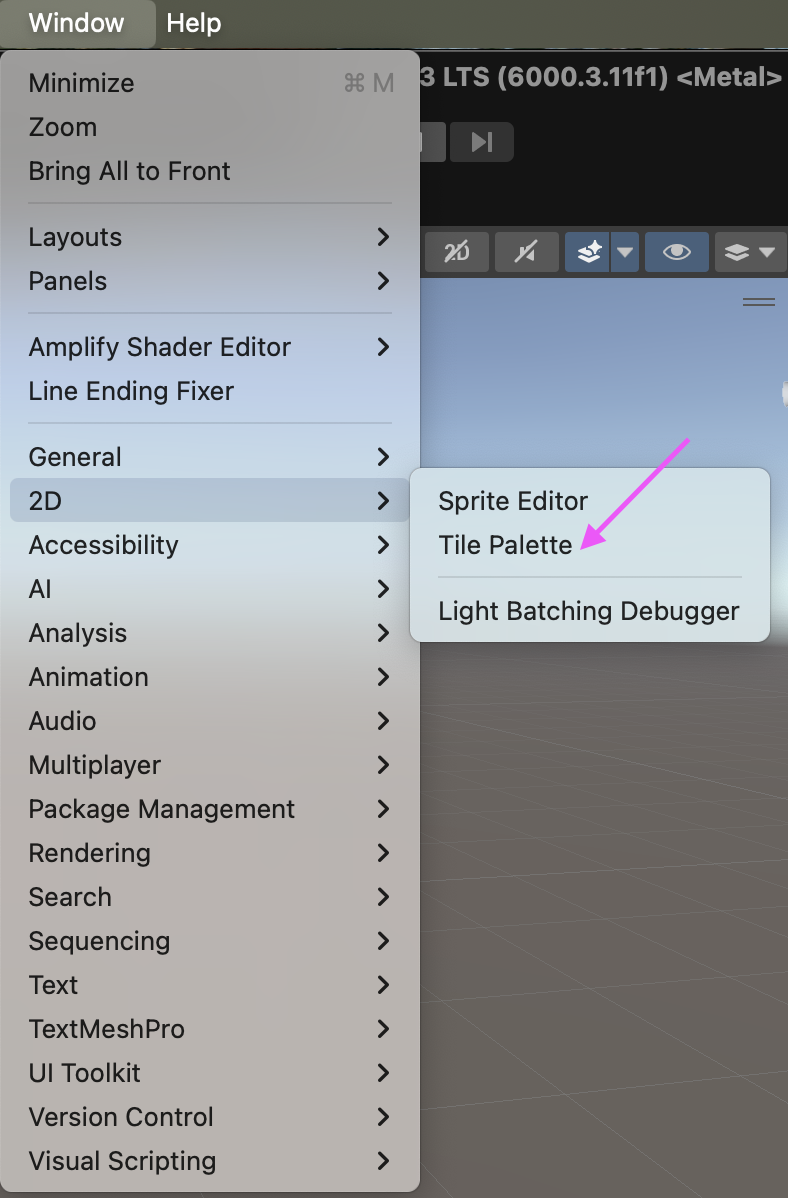 Window Help
Minimize ⌘ M
3 LTS (6000.3.11f1) <Metal>
Zoom
Bring All to Front
Layouts
2D
Panels
Amplify Shader Editor
Line Ending Fixer
General
2D
Sprite Editor
Accessibility
Tile Palette
AI
Light Batching Debugger
Analysis
Animation
Audio
Multiplayer
Package Management
Rendering
Search
Sequencing
Text
TextMeshPro
UI Toolkit
Version Control
Visual Scripting